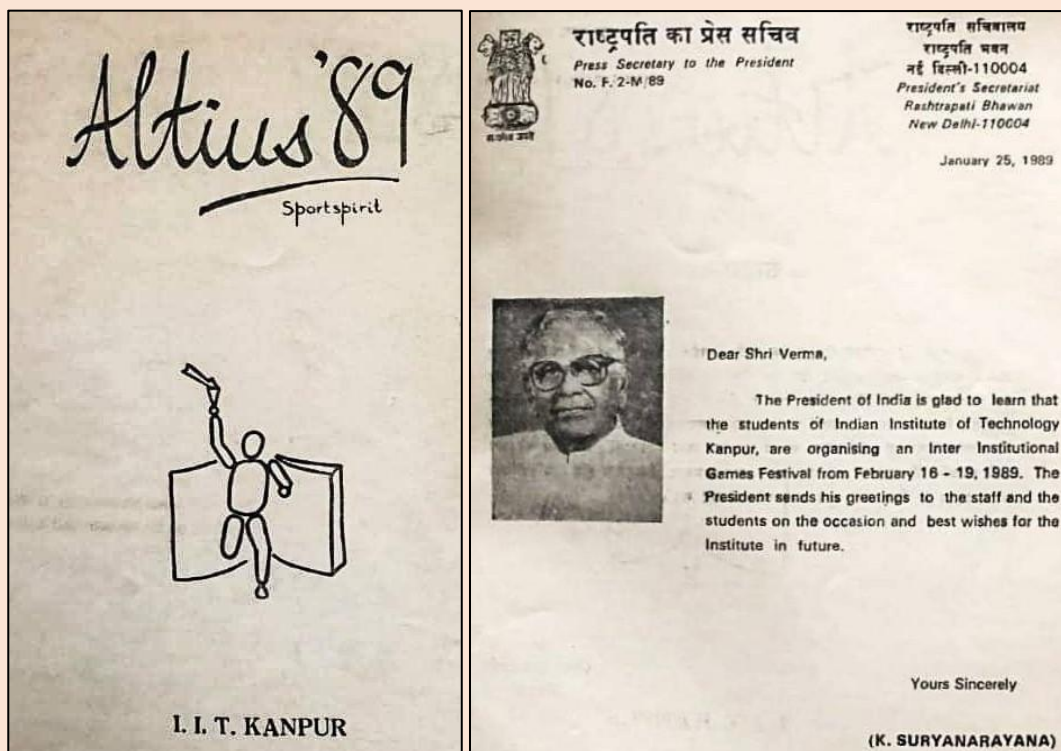 Altius '89
Sportspirit
I. I. T. KANPUR
राष्ट्रपति का प्रेस सचिव
Press Secretary to the President
No. F. 2-M/89
सत्यमेव जयते
राष्ट्रपति सचिवालय
राष्ट्रपति भवन
नई दिल्ली-110004
President's Secretariat
Rashtrapati Bhawan
New Delhi-110004
January 25, 1989
Dear Shri Verma,
The President of India is glad to learn that
the students of Indian Institute of Technology
Kanpur, are organising an Inter Institutional
Games Festival from February 16 - 19, 1989. The
President sends his greetings to the staff and the
students on the occasion and best wishes for the
Institute in future.
Yours Sincerely
(K. SURYANARAYANA)